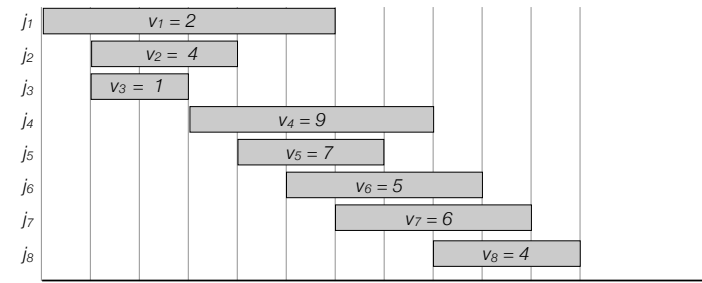 j₁ v₁ = 2
j₂ v₂ = 4
j₃ v₃ = 1
j₄ v₄ = 9
j₅ v₅ = 7
j₆ v₆ = 5
j₇ v₇ = 6
j₈ v₈ = 4